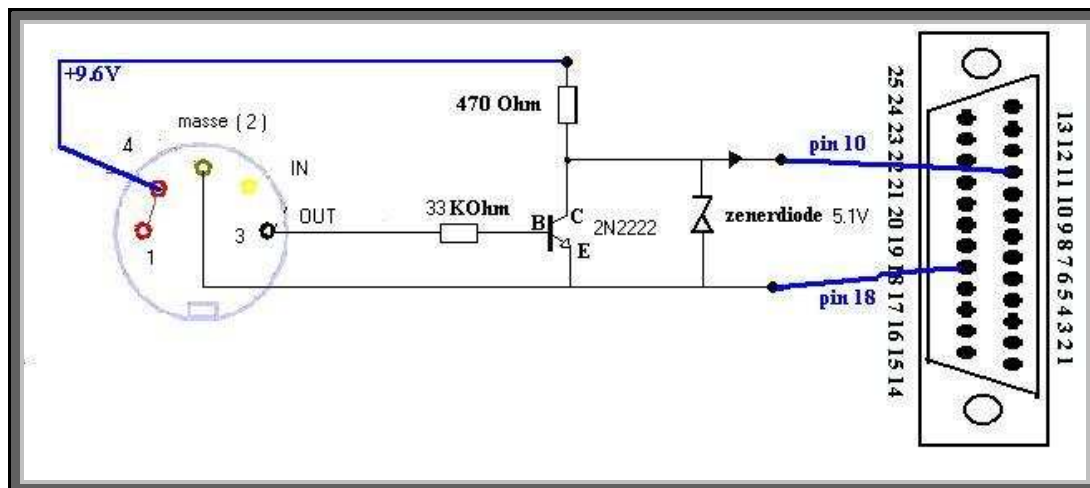 +9.6V
masse (2)
4
IN
OUT
1
3
470 Ohm
33 KOhm
B
C
E
2N2222
zenerdiode 5.1V
pin 10
pin 18
25 24 23 22 21 20 19 18 17 16 15 14
13 12 11 10 9 8 7 6 5 4 3 2 1